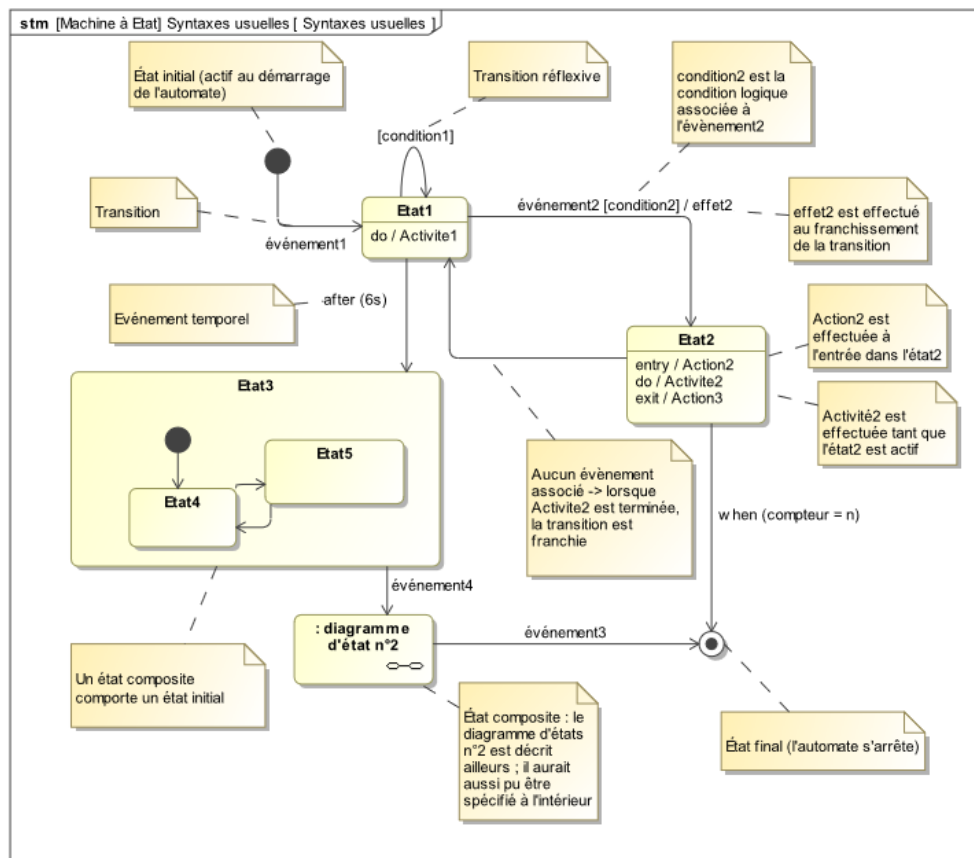 stm [Machine à Etat] Syntaxes usuelles [ Syntaxes usuelles ]
État initial (actif au démarrage
de l'automate)
Transition réflexive
condition2 est la
condition logique
associée à
l'évènement2
[condition1]
Transition
événement1
Etat1
do / Activite1
événement2 [condition2] / effet2
effet2 est effectué
au franchissement
de la transition
Evénement temporel
after (6s)
Etat2
entry / Action2
do / Activite2
exit / Action3
Action2 est
effectuée à
l'entrée dans l'état2
Activité2 est
effectuée tant que
l'état2 est actif
Etat3
Etat5
Etat4
Aucun évènement
associé -> lorsque
Activite2 est terminée,
la transition est
franchie
when (compteur = n)
événement4
: diagramme
d'état n°2
événement3
Un état composite
comporte un état initial
État composite : le
diagramme d'états
n°2 est décrit
ailleurs ; il aurait
aussi pu être
spécifié à l'intérieur
État final (l'automate s'arrête)